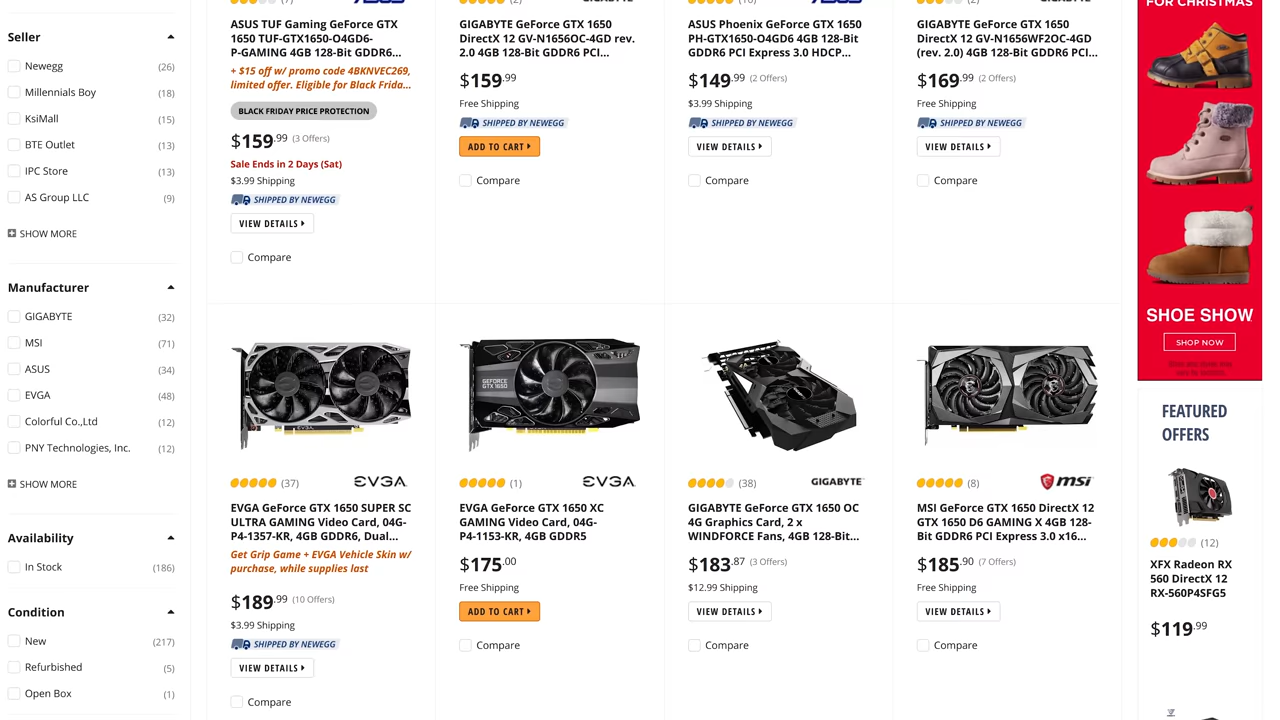 Seller
Newegg (26)
Millennials Boy (18)
KsiMall (15)
BTE Outlet (13)
IPC Store (13)
AS Group LLC (9)
SHOW MORE
Manufacturer
GIGABYTE (32)
MSI (71)
ASUS (34)
EVGA (48)
Colorful Co.,Ltd (12)
PNY Technologies, Inc. (12)
SHOW MORE
Availability
In Stock (186)
Condition
New (217)
Refurbished (5)
Open Box (1)
ASUS TUF Gaming GeForce GTX
1650 TUF-GTX1650-O4GD6-
P-GAMING 4GB 128-Bit GDDR6...
+ $15 off w/ promo code 4BKNVEC269,
limited offer. Eligible for Black Frida...
BLACK FRIDAY PRICE PROTECTION
$159.99 (3 Offers)
Sale Ends in 2 Days (Sat)
$3.99 Shipping
SHIPPED BY NEWEGG
VIEW DETAILS
Compare
GIGABYTE GeForce GTX 1650
DirectX 12 GV-N1656OC-4GD rev.
2.0 4GB 128-Bit GDDR6 PCI...
$159.99
Free Shipping
SHIPPED BY NEWEGG
ADD TO CART
Compare
ASUS Phoenix GeForce GTX 1650
PH-GTX1650-O4GD6 4GB 128-Bit
GDDR6 PCI Express 3.0 HDCP...
$149.99 (2 Offers)
$3.99 Shipping
SHIPPED BY NEWEGG
VIEW DETAILS
Compare
GIGABYTE GeForce GTX 1650
DirectX 12 GV-N1656WF2OC-4GD
(rev. 2.0) 4GB 128-Bit GDDR6 PCI...
$169.99 (2 Offers)
Free Shipping
SHIPPED BY NEWEGG
VIEW DETAILS
Compare
GEFORCE
GTX 1650
(37) EVGA
EVGA GeForce GTX 1650 SUPER SC
ULTRA GAMING Video Card, 04G-
P4-1357-KR, 4GB GDDR6, Dual...
Get Grip Game + EVGA Vehicle Skin w/
purchase, while supplies last
$189.99 (10 Offers)
$3.99 Shipping
SHIPPED BY NEWEGG
VIEW DETAILS
Compare
(1) EVGA
EVGA GeForce GTX 1650 XC
GAMING Video Card, 04G-
P4-1153-KR, 4GB GDDR5
$175.00
Free Shipping
ADD TO CART
Compare
(38) GIGABYTE
GIGABYTE GeForce GTX 1650 OC
4G Graphics Card, 2 x
WINDFORCE Fans, 4GB 128-Bit...
$183.87 (3 Offers)
$12.99 Shipping
VIEW DETAILS
Compare
(8) msi
MSI GeForce GTX 1650 DirectX 12
GTX 1650 D6 GAMING X 4GB 128-
Bit GDDR6 PCI Express 3.0 x16...
$185.90 (7 Offers)
Free Shipping
VIEW DETAILS
Compare
FOR CHRISTMAS
SHOE SHOW
SHOP NOW
FEATURED
OFFERS
(12)
XFX Radeon RX
560 DirectX 12
RX-560P4SFG5
$119.99